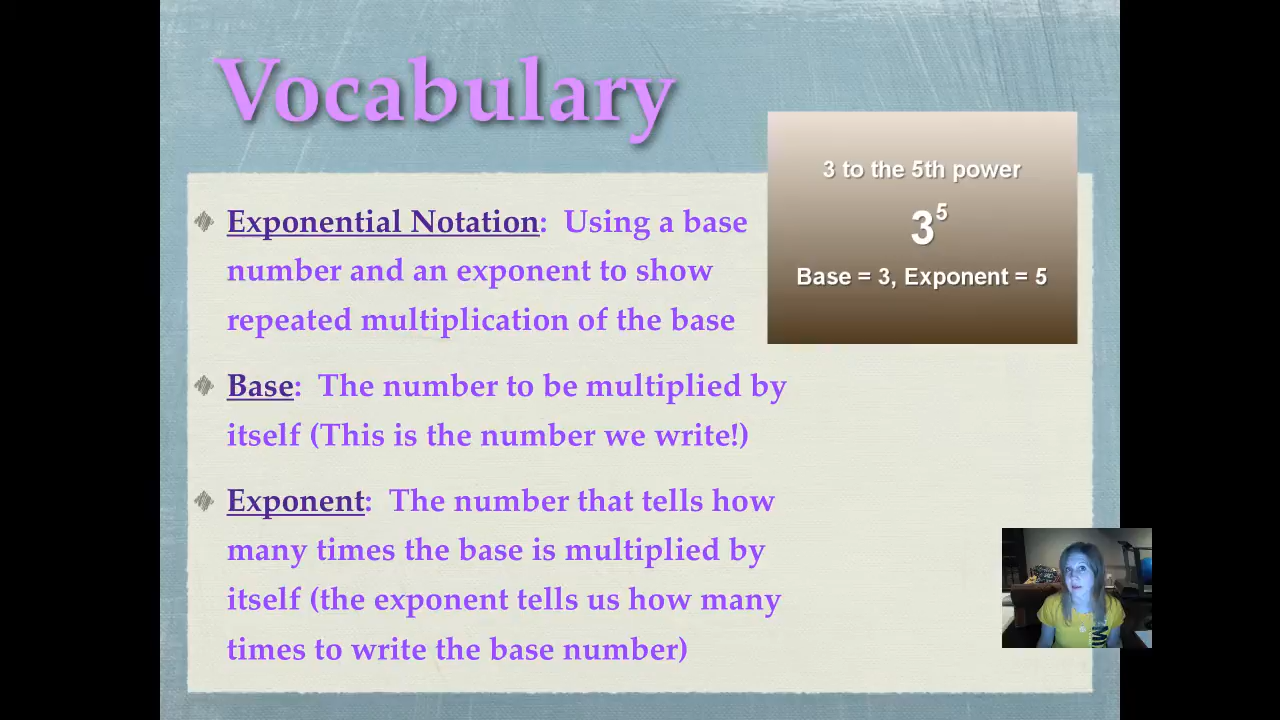 Vocabulary
3 to the 5th power
3⁵
Base = 3, Exponent = 5
Exponential Notation: Using a base
number and an exponent to show
repeated multiplication of the base
Base: The number to be multiplied by
itself (This is the number we write!)
Exponent: The number that tells how
many times the base is multiplied by
itself (the exponent tells us how many
times to write the base number)